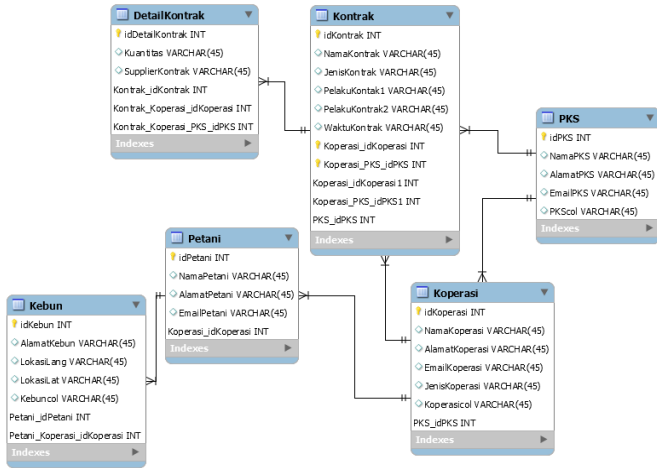 DetailKontrak
idDetailKontrak INT
Kuantitas VARCHAR(45)
SupplierKontrak VARCHAR(45)
Kontrak_idKontrak INT
Kontrak_Koperasi_idKoperasi INT
Kontrak_Koperasi_PKS_idPKS INT
Indexes
Kontrak
idKontrak INT
NamaKontrak VARCHAR(45)
JenisKontrak VARCHAR(45)
PelakuKontak1 VARCHAR(45)
PelakuKontrak2 VARCHAR(45)
WaktuKontrak VARCHAR(45)
Koperasi_idKoperasi INT
Koperasi_PKS_idPKS INT
Koperasi_idKoperasi1 INT
Koperasi_PKS_idPKS1 INT
PKS_idPKS INT
Indexes
PKS
idPKS INT
NamaPKS VARCHAR(45)
AlamatPKS VARCHAR(45)
EmailPKS VARCHAR(45)
PKScol VARCHAR(45)
Indexes
Petani
idPetani INT
NamaPetani VARCHAR(45)
AlamatPetani VARCHAR(45)
EmailPetani VARCHAR(45)
Koperasi_idKoperasi INT
Indexes
Kebun
idKebun INT
AlamatKebun VARCHAR(45)
LokasiLang VARCHAR(45)
LokasiLat VARCHAR(45)
Kebuncol VARCHAR(45)
Petani_idPetani INT
Petani_Koperasi_idKoperasi INT
Indexes
Koperasi
idKoperasi INT
NamaKoperasi VARCHAR(45)
AlamatKoperasi VARCHAR(45)
EmailKoperasi VARCHAR(45)
JenisKoperasi VARCHAR(45)
Koperasicol VARCHAR(45)
PKS_idPKS INT
Indexes